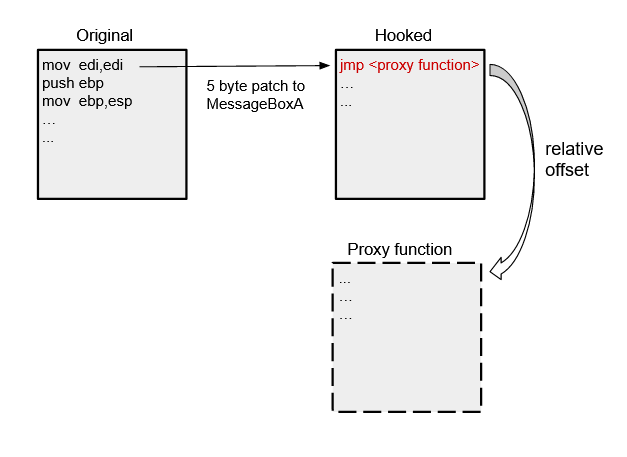 Original
mov  edi,edi
push ebp
mov  ebp,esp
...
...
5 byte patch to
MessageBoxA
Hooked
jmp <proxy function>
...
...
relative
offset
Proxy function
...
...
...